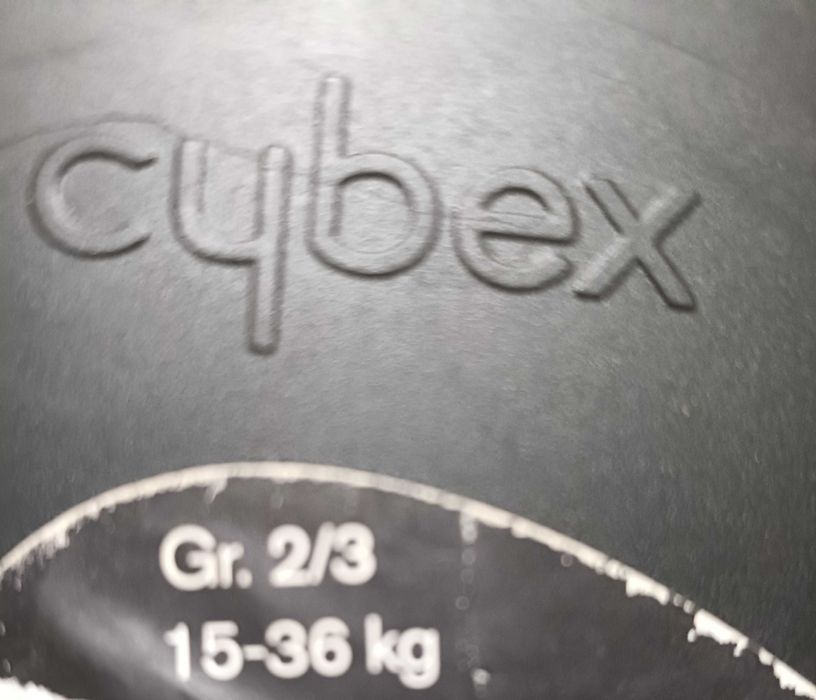 cybex
Gr. 2/3
15-36 kg